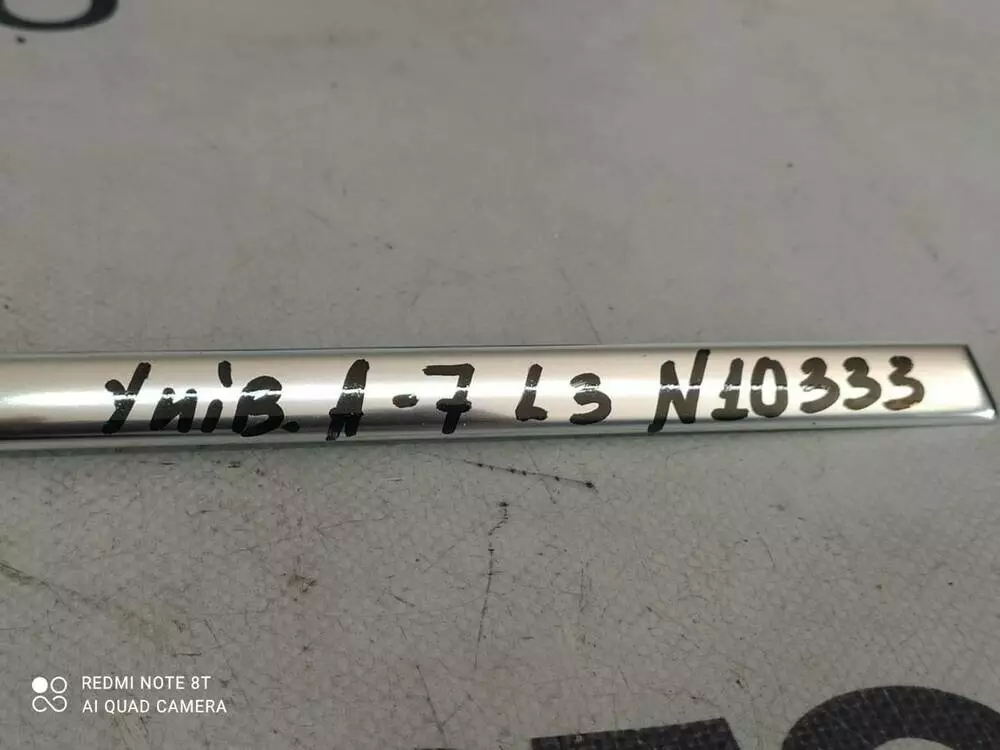 Унів. А-7 L3 N10333
REDMI NOTE 8T
AI QUAD CAMERA